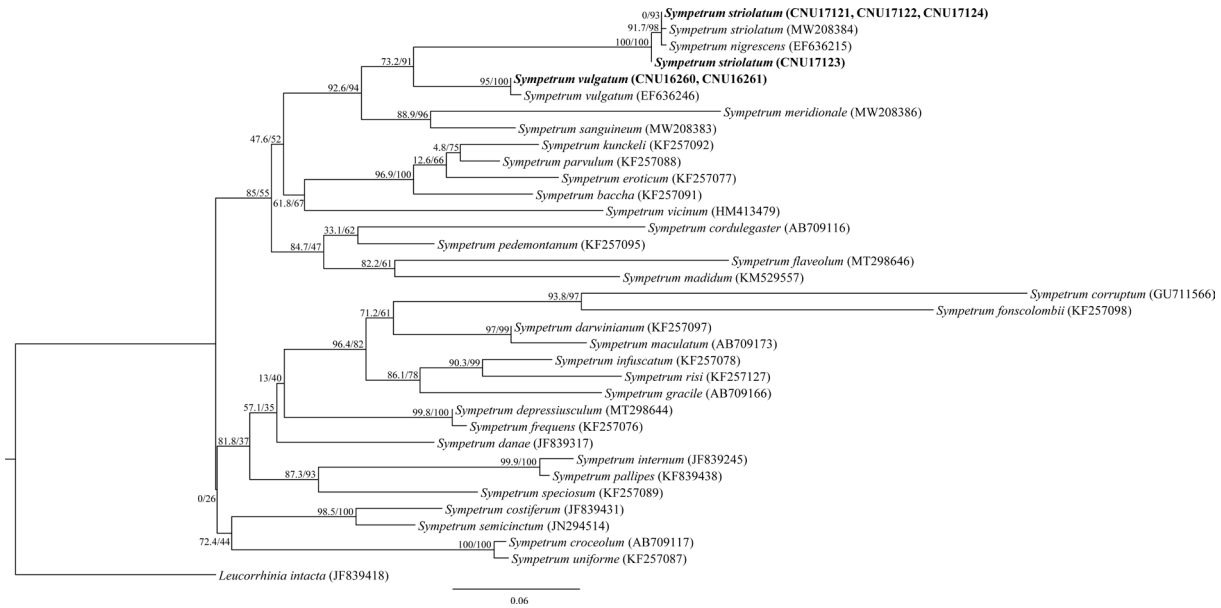 0/93 Sympetrum striolatum (CNU17121, CNU17122, CNU17124)
91.7/98 Sympetrum striolatum (MW208384)
100/100 Sympetrum nigrescens (EF636215)
Sympetrum striolatum (CNU17123)
73.2/91
95/100 Sympetrum vulgatum (CNU16260, CNU16261)
92.6/94 Sympetrum vulgatum (EF636246)
88.9/96 Sympetrum meridionale (MW208386)
Sympetrum sanguineum (MW208383)
47.6/52 4.8/75 Sympetrum kunckeli (KF257092)
12.6/66 Sympetrum parvulum (KF257088)
96.9/100 Sympetrum eroticum (KF257077)
85/55 Sympetrum baccha (KF257091)
61.8/67 Sympetrum vicinum (HM413479)
33.1/62 Sympetrum cordulegaster (AB709116)
84.7/47 Sympetrum pedemontanum (KF257095)
82.2/61 Sympetrum flaveolum (MT298646)
Sympetrum madidum (KM529557)
93.8/97 Sympetrum corruptum (GU711566)
71.2/61 Sympetrum fonscolombii (KF257098)
97/99 Sympetrum darwinianum (KF257097)
96.4/82 Sympetrum maculatum (AB709173)
90.3/99 Sympetrum infuscatum (KF257078)
13/40 86.1/78 Sympetrum risi (KF257127)
Sympetrum gracile (AB709166)
57.1/35 99.8/100 Sympetrum depressiusculum (MT298644)
Sympetrum frequens (KF257076)
81.8/37 Sympetrum danae (JF839317)
99.9/100 Sympetrum internum (JF839245)
87.3/93 Sympetrum pallipes (KF839438)
0/26 Sympetrum speciosum (KF257089)
98.5/100 Sympetrum costiferum (JF839431)
Sympetrum semicinctum (JN294514)
72.4/44 100/100 Sympetrum croceolum (AB709117)
Sympetrum uniforme (KF257087)
Leucorrhinia intacta (JF839418)
0.06